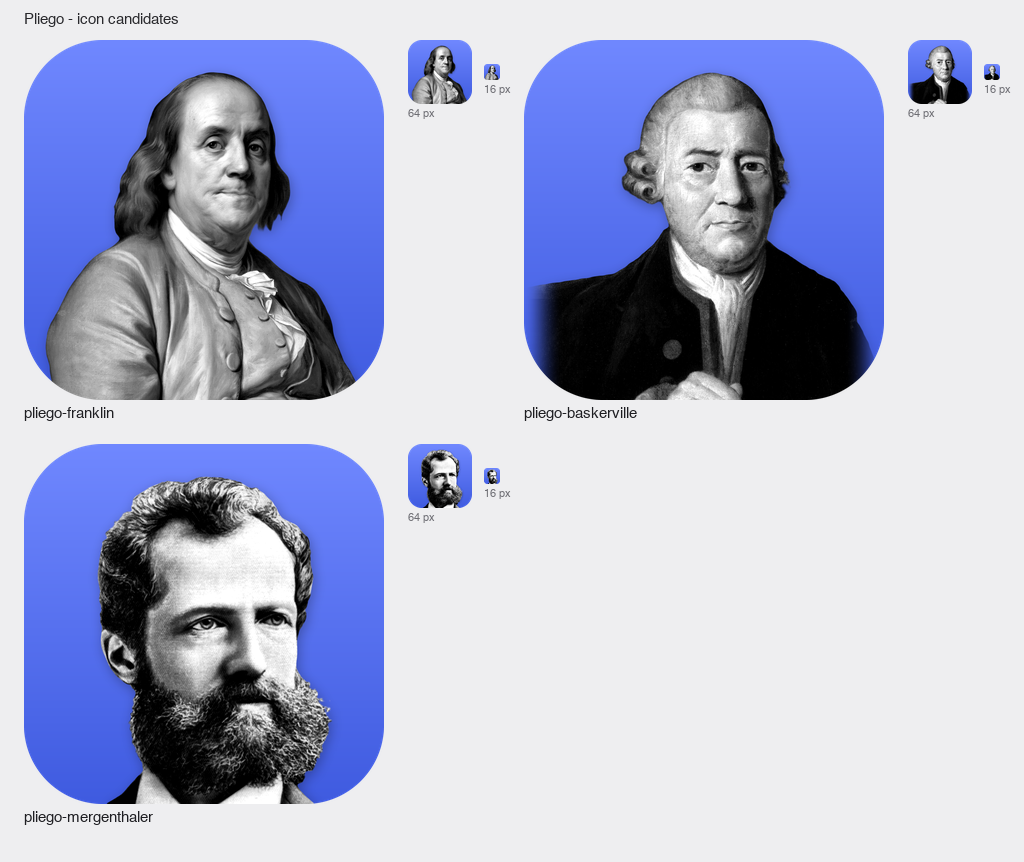 Pliego - icon candidates
64 px
16 px
64 px
16 px
pliego-franklin
pliego-baskerville
64 px
16 px
pliego-mergenthaler